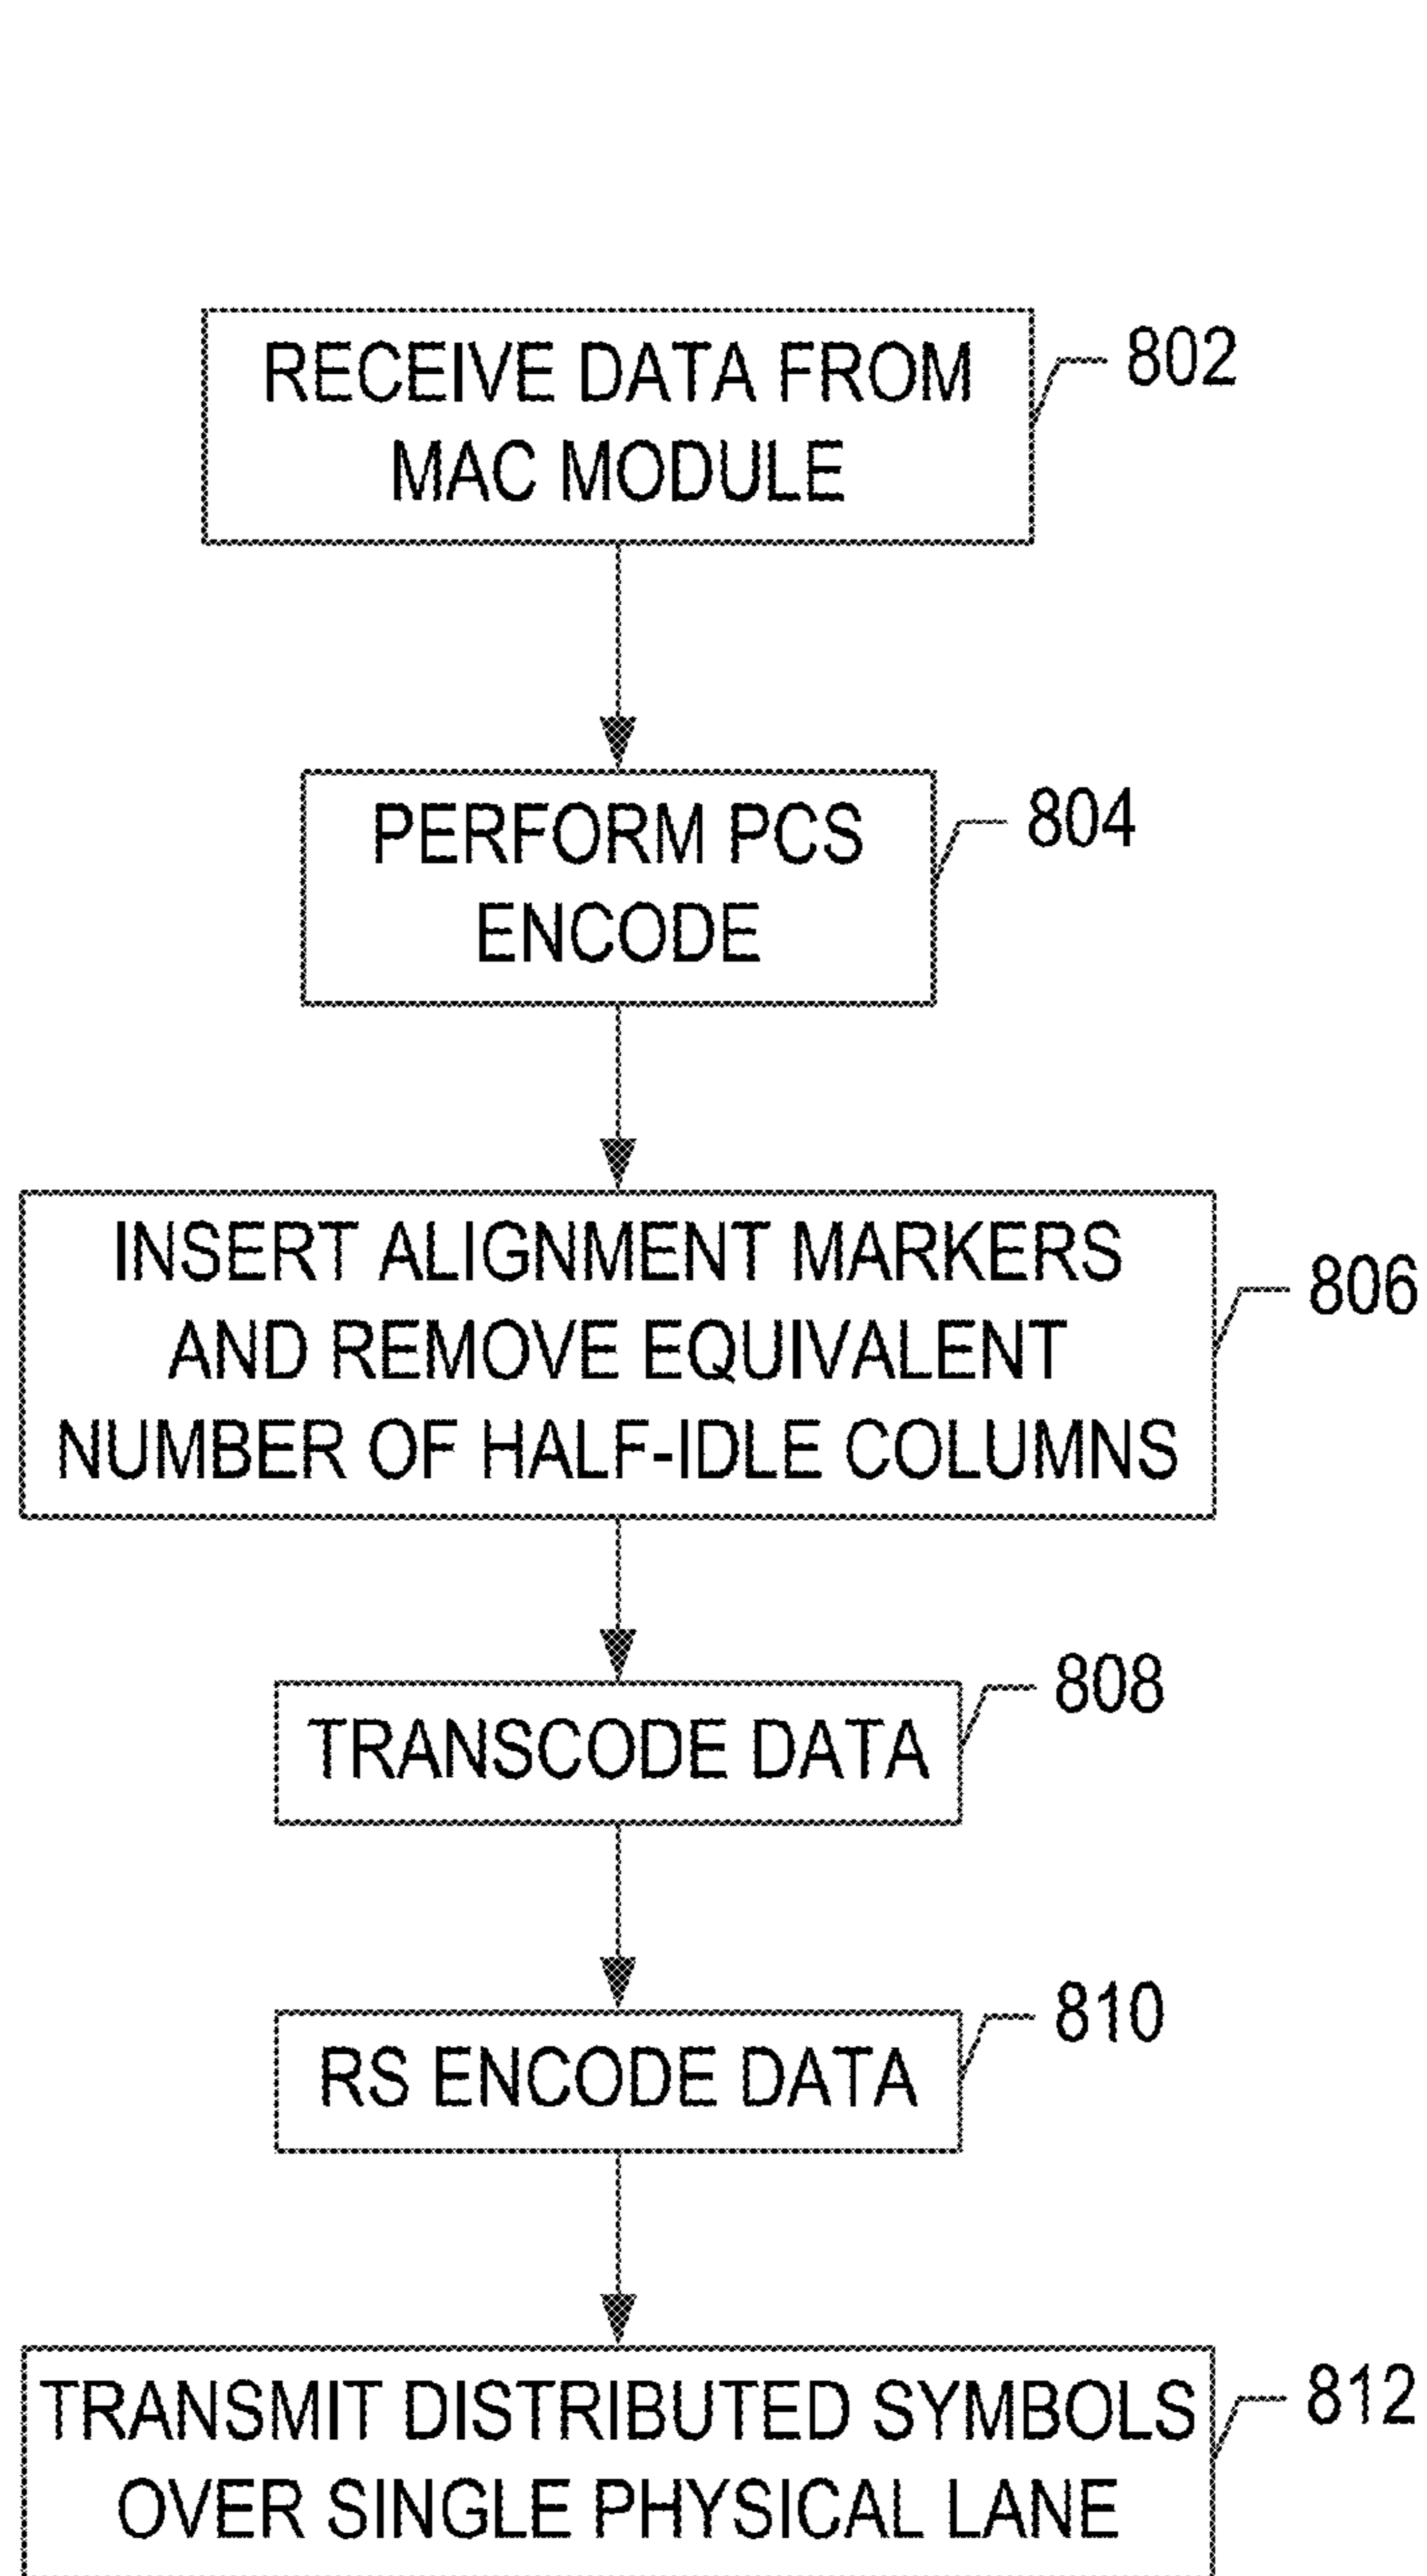 RECEIVE DATA FROM
MAC MODULE
802
PERFORM PCS
ENCODE
804
INSERT ALIGNMENT MARKERS
AND REMOVE EQUIVALENT
NUMBER OF HALF-IDLE COLUMNS
806
TRANSCODE DATA
808
RS ENCODE DATA
810
TRANSMIT DISTRIBUTED SYMBOLS
OVER SINGLE PHYSICAL LANE
812